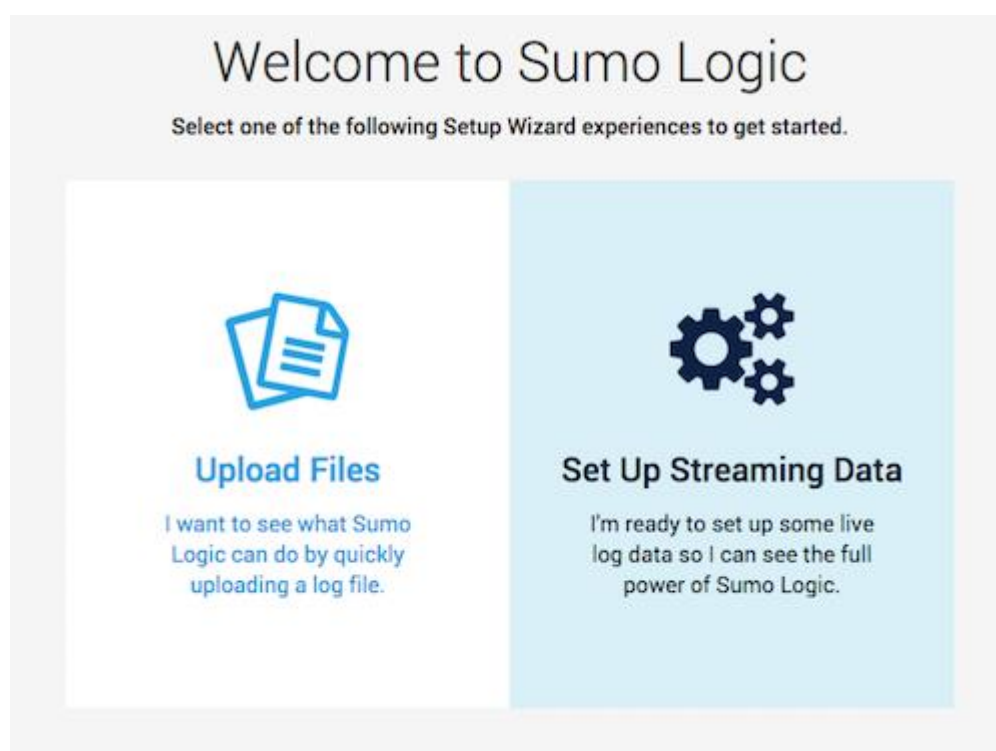 Welcome to Sumo Logic
Select one of the following Setup Wizard experiences to get started.
Upload Files
I want to see what Sumo
Logic can do by quickly
uploading a log file.
Set Up Streaming Data
I'm ready to set up some live
log data so I can see the full
power of Sumo Logic.